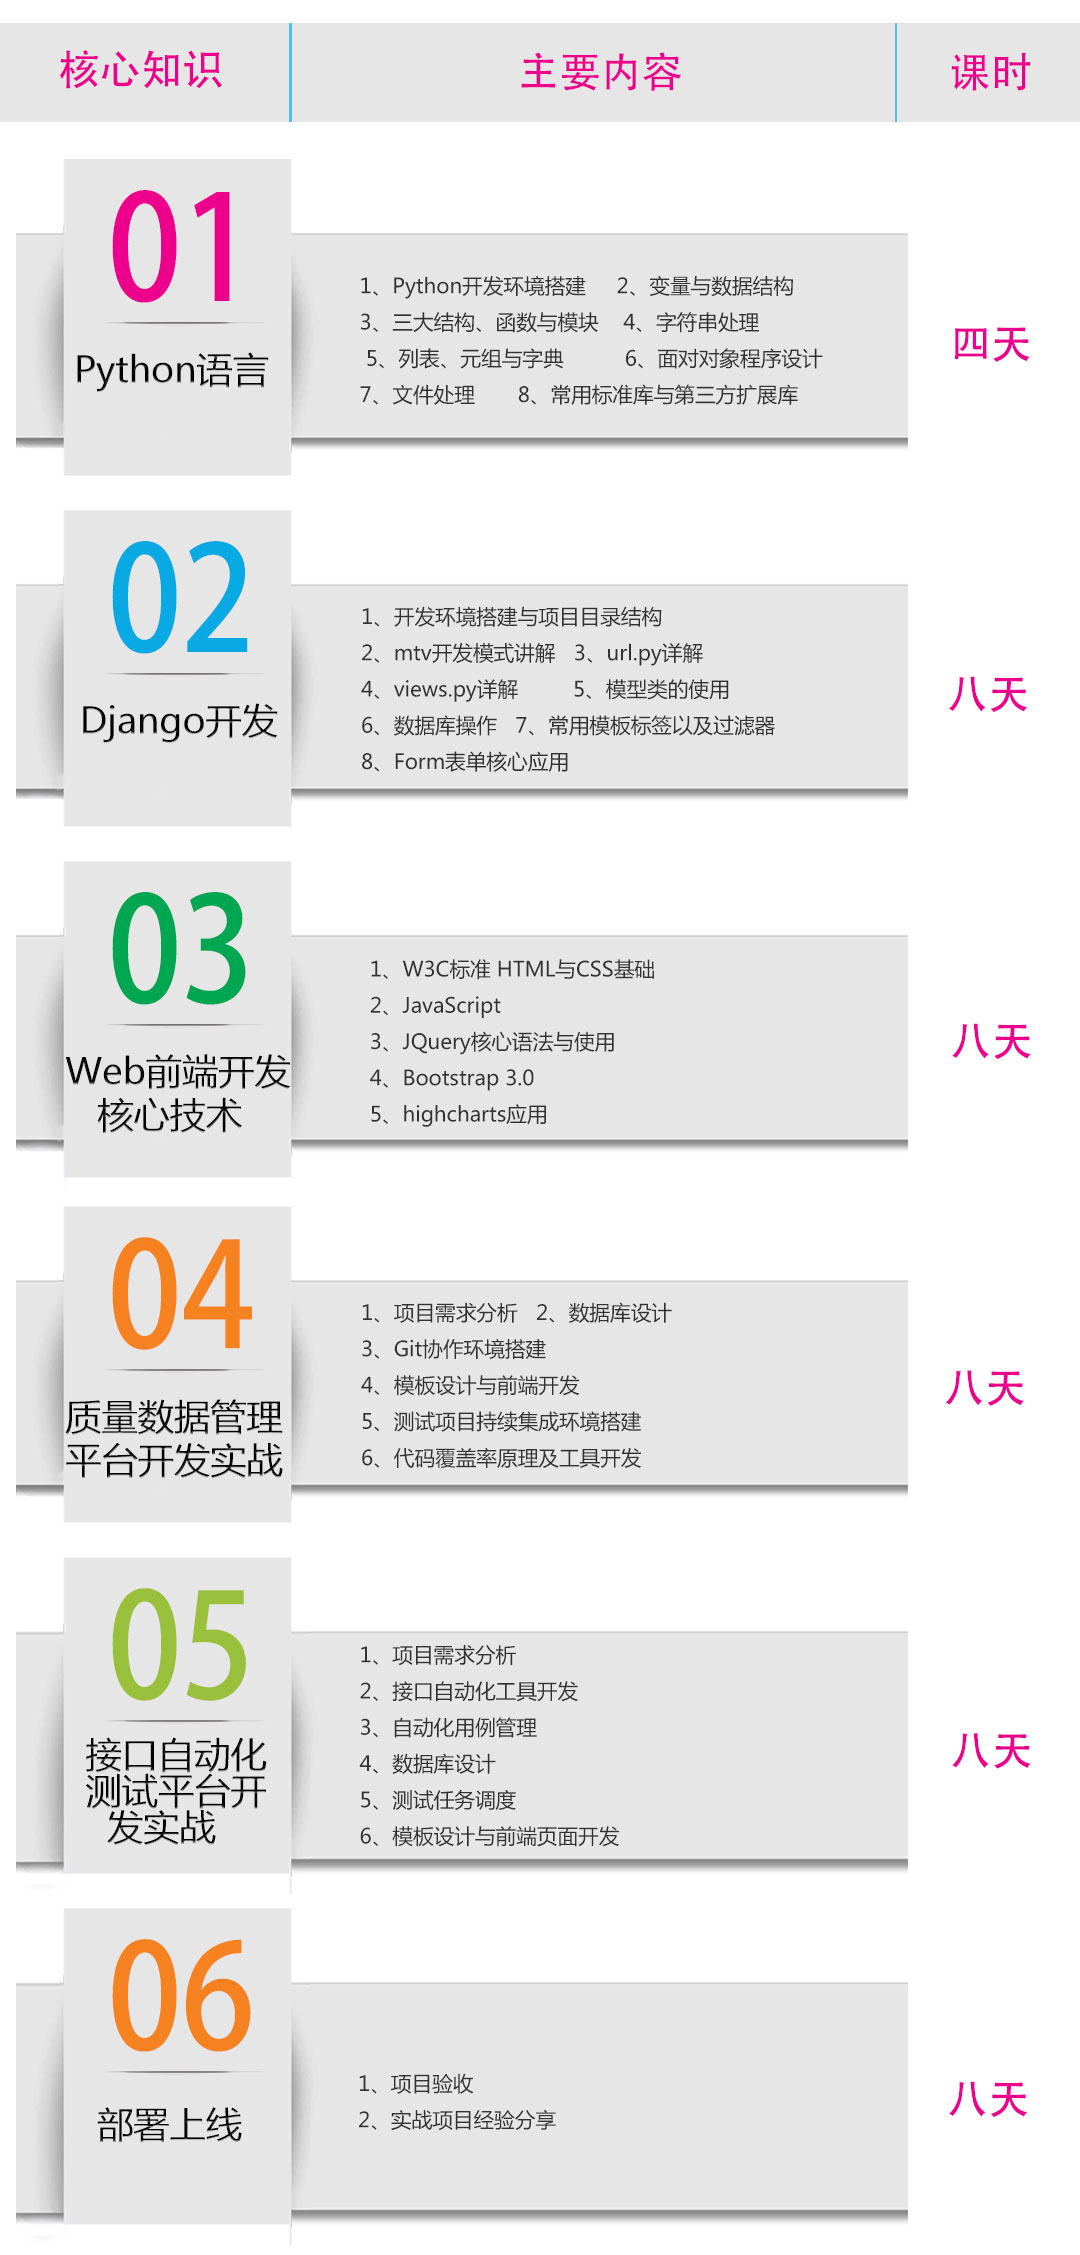 核心知识 主要内容 课时
01
Python语言
1、Python开发环境搭建 2、变量与数据结构
3、三大结构、函数与模块 4、字符串处理
5、列表、元组与字典 6、面对对象程序设计
7、文件处理 8、常用标准库与第三方扩展库
四天
02
Django开发
1、开发环境搭建与项目目录结构
2、mtv开发模式讲解 3、url.py详解
4、views.py详解 5、模型类的使用
6、数据库操作 7、常用模板标签以及过滤器
8、Form表单核心应用
八天
03
Web前端开发
核心技术
1、W3C标准 HTML与CSS基础
2、JavaScript
3、JQuery核心语法与使用
4、Bootstrap 3.0
5、highcharts应用
八天
04
质量数据管理
平台开发实战
1、项目需求分析 2、数据库设计
3、Git协作环境搭建
4、模板设计与前端开发
5、测试项目持续集成环境搭建
6、代码覆盖率原理及工具开发
八天
05
接口自动化
测试平台开
发实战
1、项目需求分析
2、接口自动化工具开发
3、自动化用例管理
4、数据库设计
5、测试任务调度
6、模板设计与前端页面开发
八天
06
部署上线
1、项目验收
2、实战项目经验分享
八天